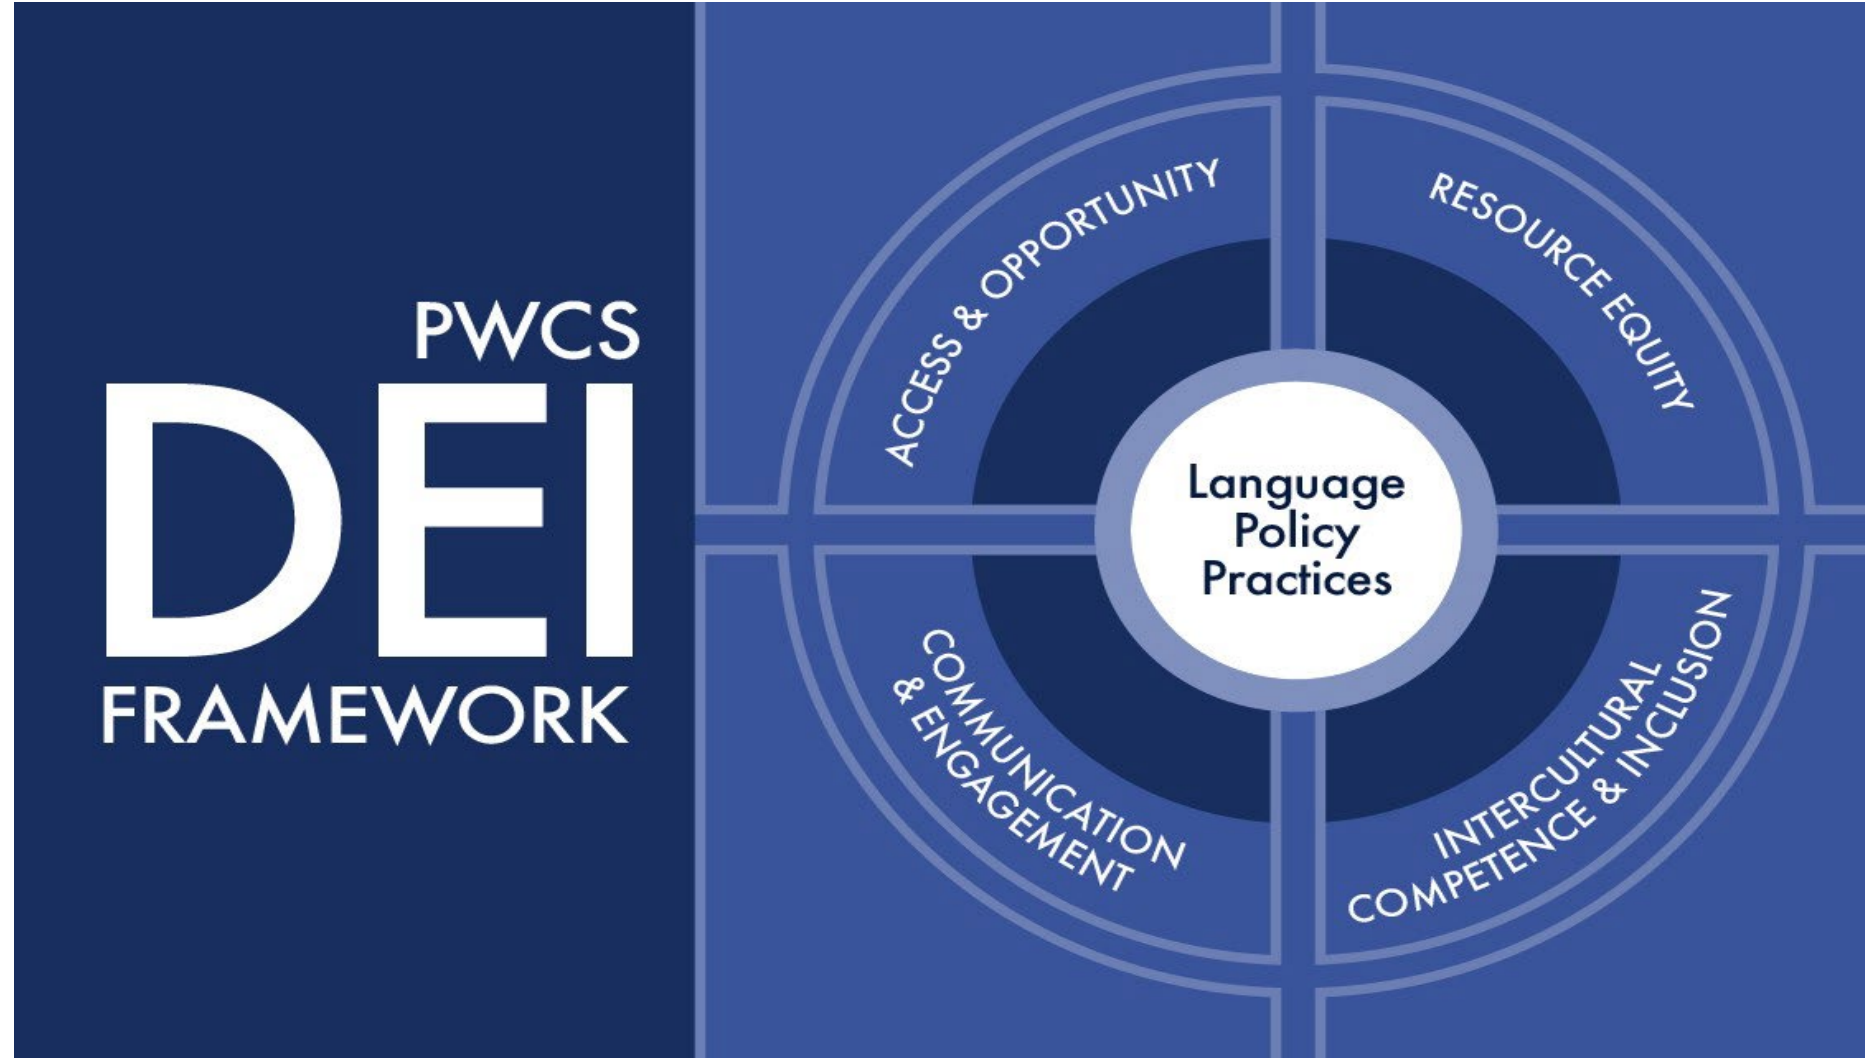 PWCS
DEI
FRAMEWORK
ACCESS & OPPORTUNITY
RESOURCE EQUITY
Language
Policy
Practices
COMMUNICATION
& ENGAGEMENT
INTERCULTURAL
COMPETENCE & INCLUSION